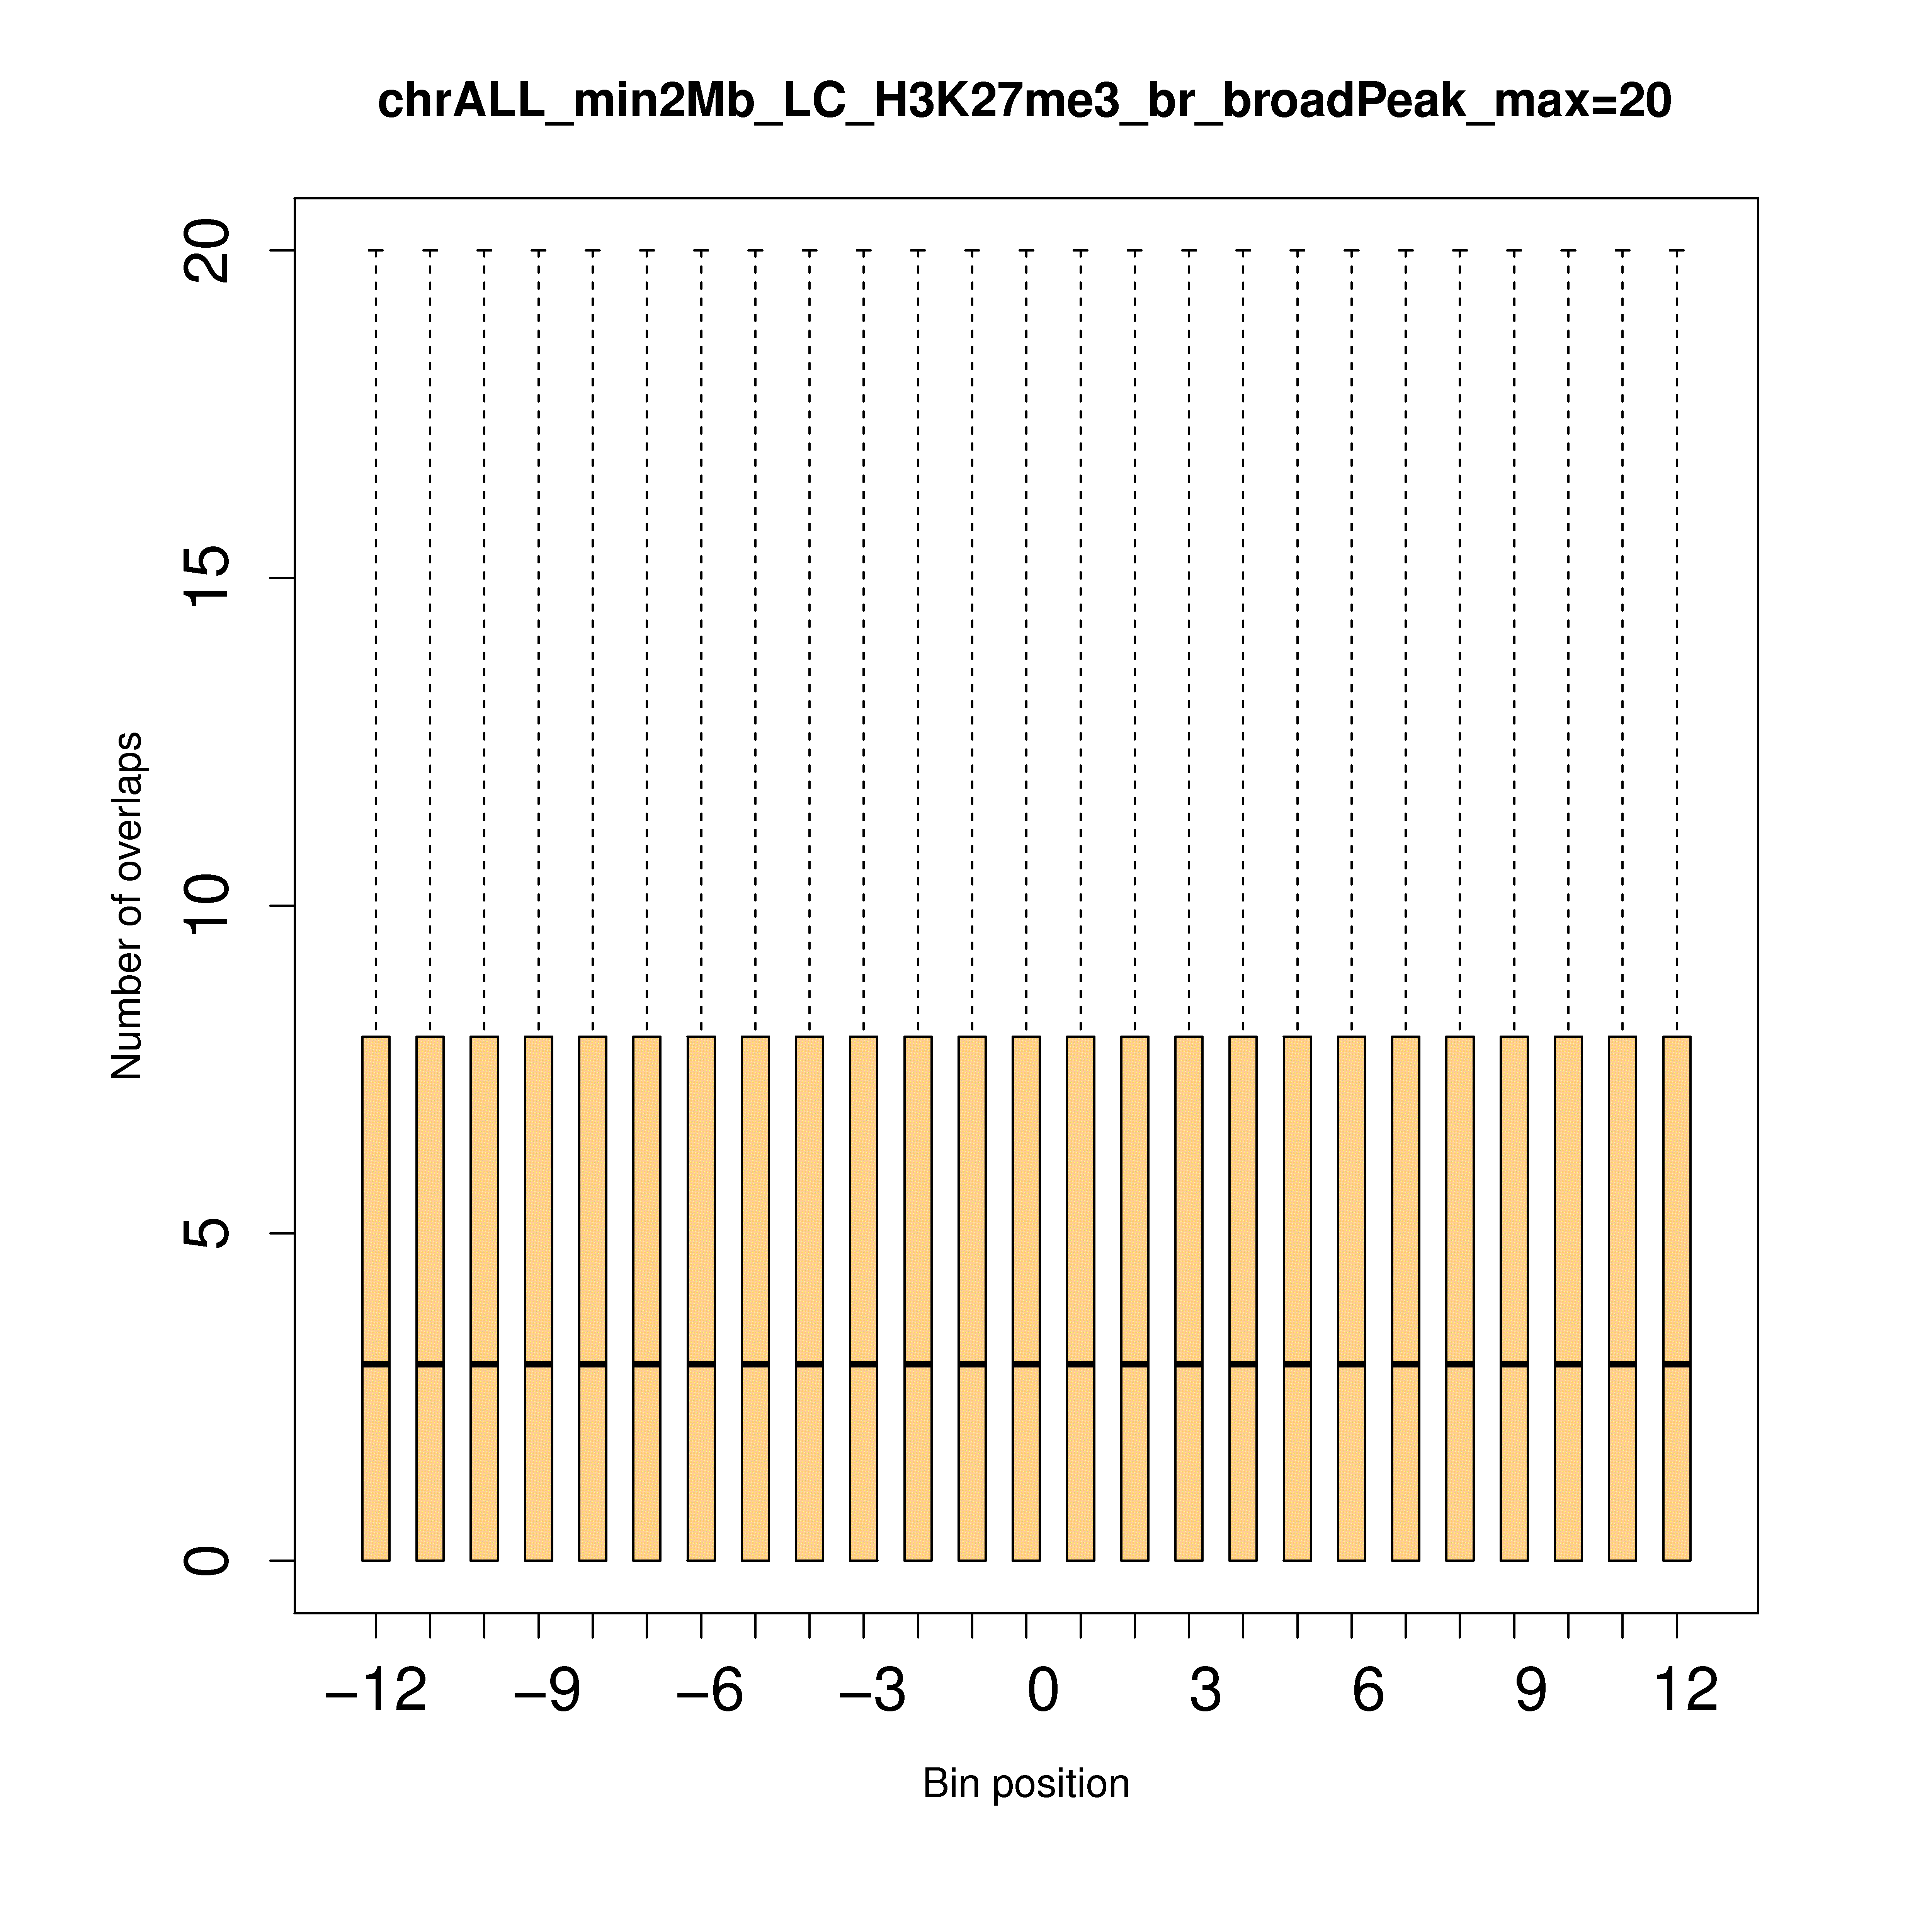 chrALL_min2Mb_LC_H3K27me3_br_broadPeak_max=20
20
15
10
5
0
Number of overlaps
−12 −9 −6 −3 0 3 6 9 12
Bin position